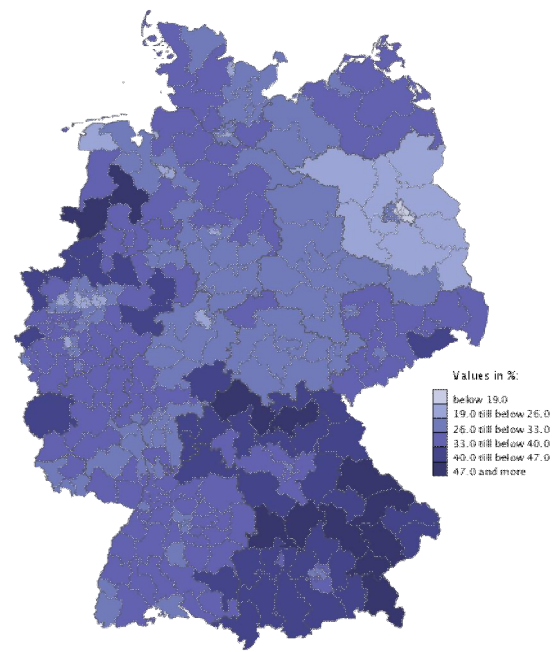 Values in %:
below 19.0
19.0 till below 26.0
26.0 till below 33.0
33.0 till below 40.0
40.0 till below 47.0
47.0 and more